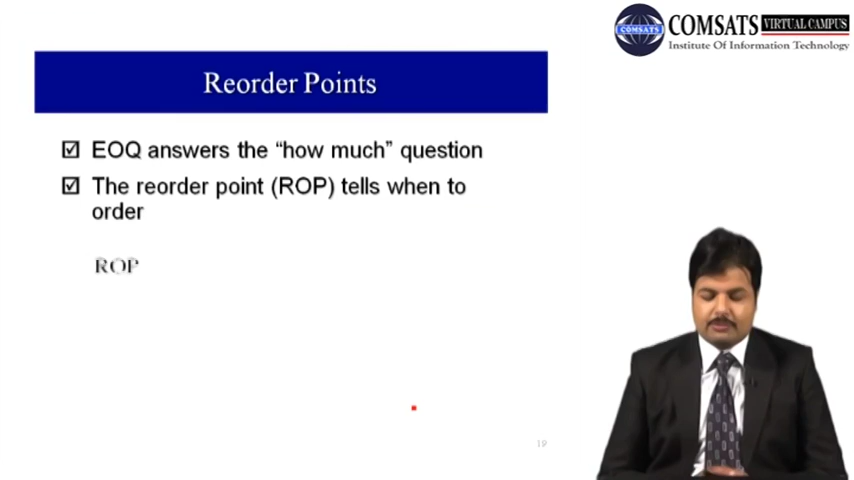 COMSATS VIRTUAL CAMPUS
COMSATS
Institute Of Information Technology
Reorder Points
☑ EOQ answers the “how much” question
☑ The reorder point (ROP) tells when to
order
ROP
19